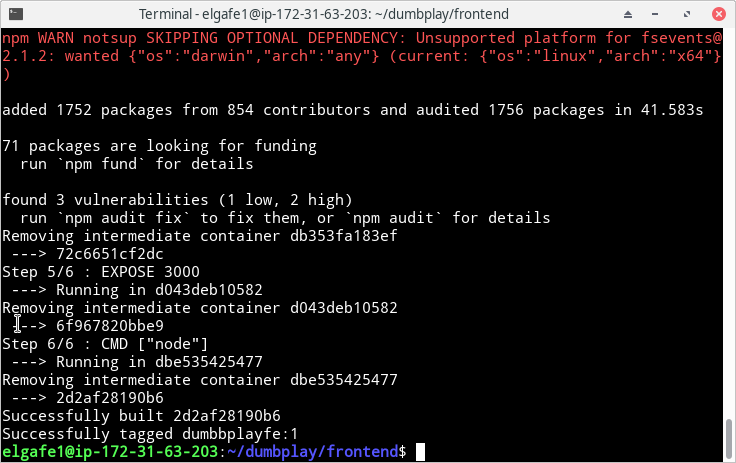 Terminal - elgafe1@ip-172-31-63-203: ~/dumbplay/frontend
npm WARN notsup SKIPPING OPTIONAL DEPENDENCY: Unsupported platform for fsevents@
2.1.2: wanted {"os":"darwin","arch":"any"} (current: {"os":"linux","arch":"x64"}
)
added 1752 packages from 854 contributors and audited 1756 packages in 41.583s
71 packages are looking for funding
run `npm fund` for details
found 3 vulnerabilities (1 low, 2 high)
run `npm audit fix` to fix them, or `npm audit` for details
Removing intermediate container db353fa183ef
---> 72c6651cf2dc
Step 5/6 : EXPOSE 3000
---> Running in d043deb10582
Removing intermediate container d043deb10582
---> 6f967820bbe9
Step 6/6 : CMD ["node"]
---> Running in dbe535425477
Removing intermediate container dbe535425477
---> 2d2af28190b6
Successfully built 2d2af28190b6
Successfully tagged dumbbplayfe:1
elgafe1@ip-172-31-63-203:~/dumbplay/frontend$